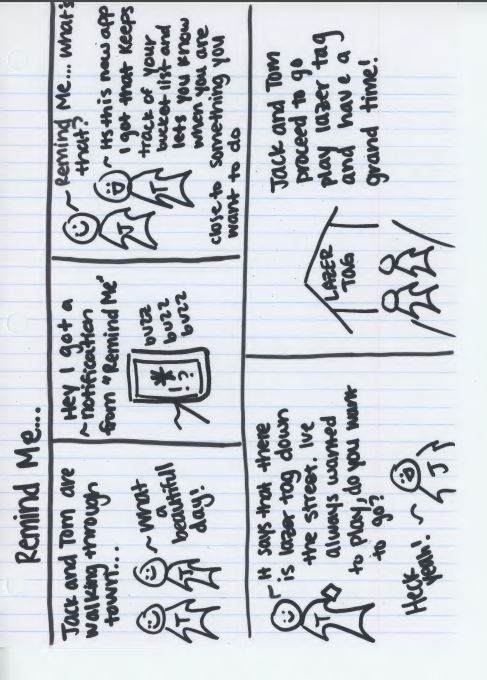 Remind Me...
Jack and Tom are
walking through
town...
what
a
beautifull
day!
T
J
Hey I got a
notification
from "Remind Me"
*
! ?
buzz
buzz
buzz
Remind Me... what's
that?
J
Its this new app
I got that keeps
track of your
bucket list and
lets you know
when you are
close to something you
want to do
T
It says that there
is lazer tag down
the street. Ive
always wanted
to play, do you want
to go?
T
Heck
yeah!
J
LAZER
TAG
Jack and Tom
proceed to go
play lazer tag
and have a
grand time!